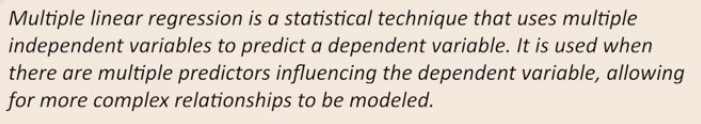 Multiple linear regression is a statistical technique that uses multiple
independent variables to predict a dependent variable. It is used when
there are multiple predictors influencing the dependent variable, allowing
for more complex relationships to be modeled.